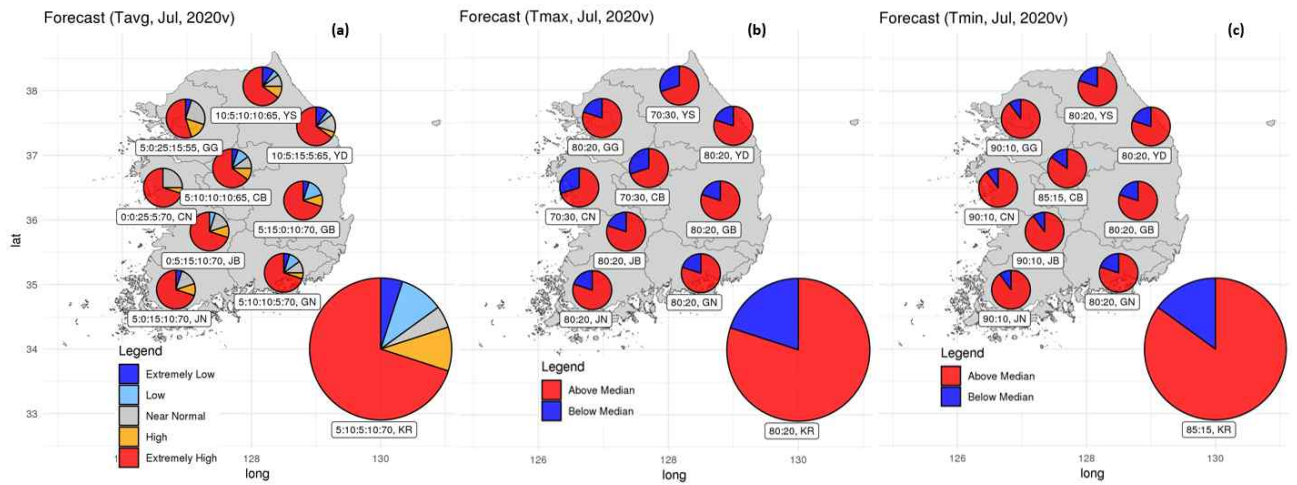 Forecast (Tavg, Jul, 2020v)
(a)
lat
38
37
36
35
34
33
10:5:10:10:65, YS
5:0:25:15:55, GG
10:5:15:5:65, YD
5:10:10:10:65, CB
0:0:25:5:70, CN
5:15:0:10:70, GB
0:5:15:10:70, JB
5:10:10:5:70, GN
5:0:15:10:70, JN
5:10:5:10:70, KR
Legend
Extremely Low
Low
Near Normal
High
Extremely High
126
128
130
long
Forecast (Tmax, Jul, 2020v)
(b)
70:30, YS
80:20, GG
80:20, YD
70:30, CB
70:30, CN
80:20, GB
80:20, JB
80:20, GN
80:20, JN
80:20, KR
Legend
Above Median
Below Median
126
128
130
long
Forecast (Tmin, Jul, 2020v)
(c)
80:20, YS
90:10, GG
80:20, YD
85:15, CB
90:10, CN
80:20, GB
90:10, JB
80:20, GN
90:10, JN
85:15, KR
Legend
Above Median
Below Median
126
128
130
long